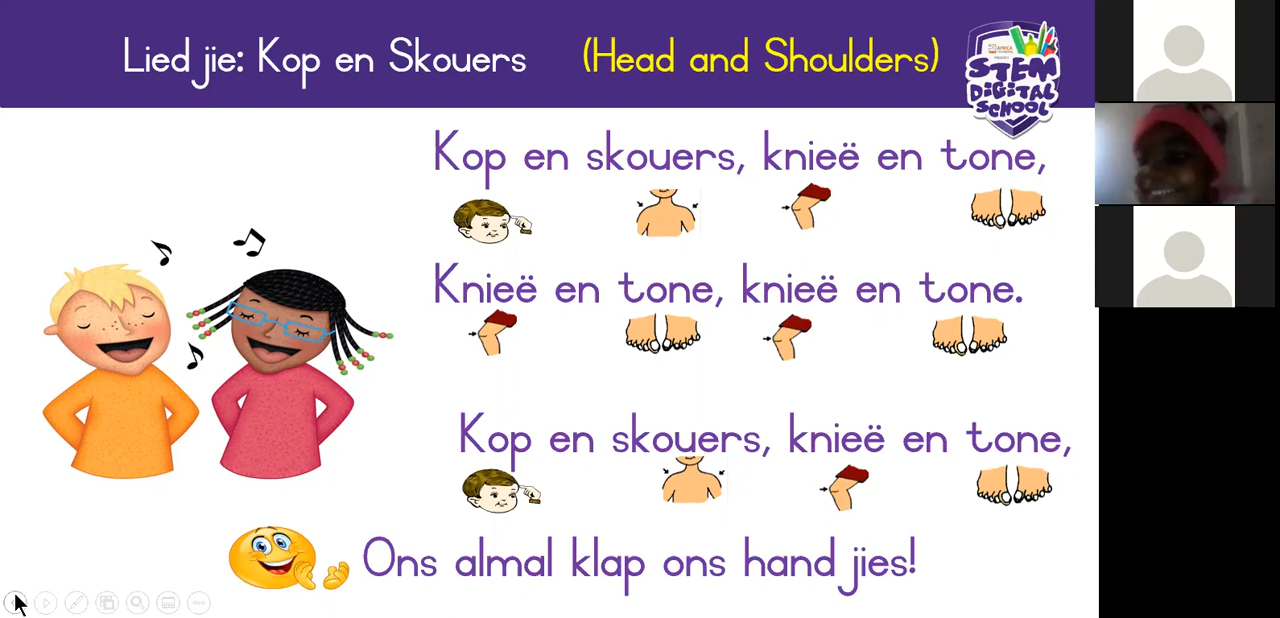 Liedjie: Kop en Skouers (Head and Shoulders)
STEM
DIGITAL
SCHOOL
Kop en skouers, knieë en tone,
Knieë en tone, knieë en tone.
Kop en skouers, knieë en tone,
Ons almal klap ons handjies!